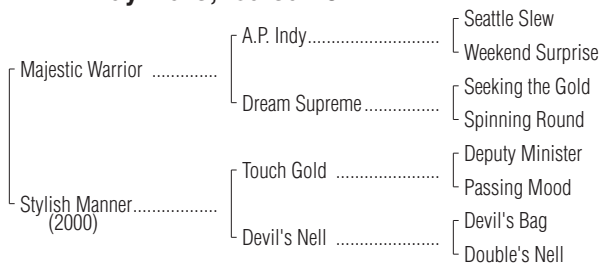 Seattle Slew
A.P. Indy
Weekend Surprise
Majestic Warrior
Seeking the Gold
Dream Supreme
Spinning Round
Deputy Minister
Touch Gold
Passing Mood
Stylish Manner
(2000)
Devil's Bag
Devil's Nell
Double's Nell